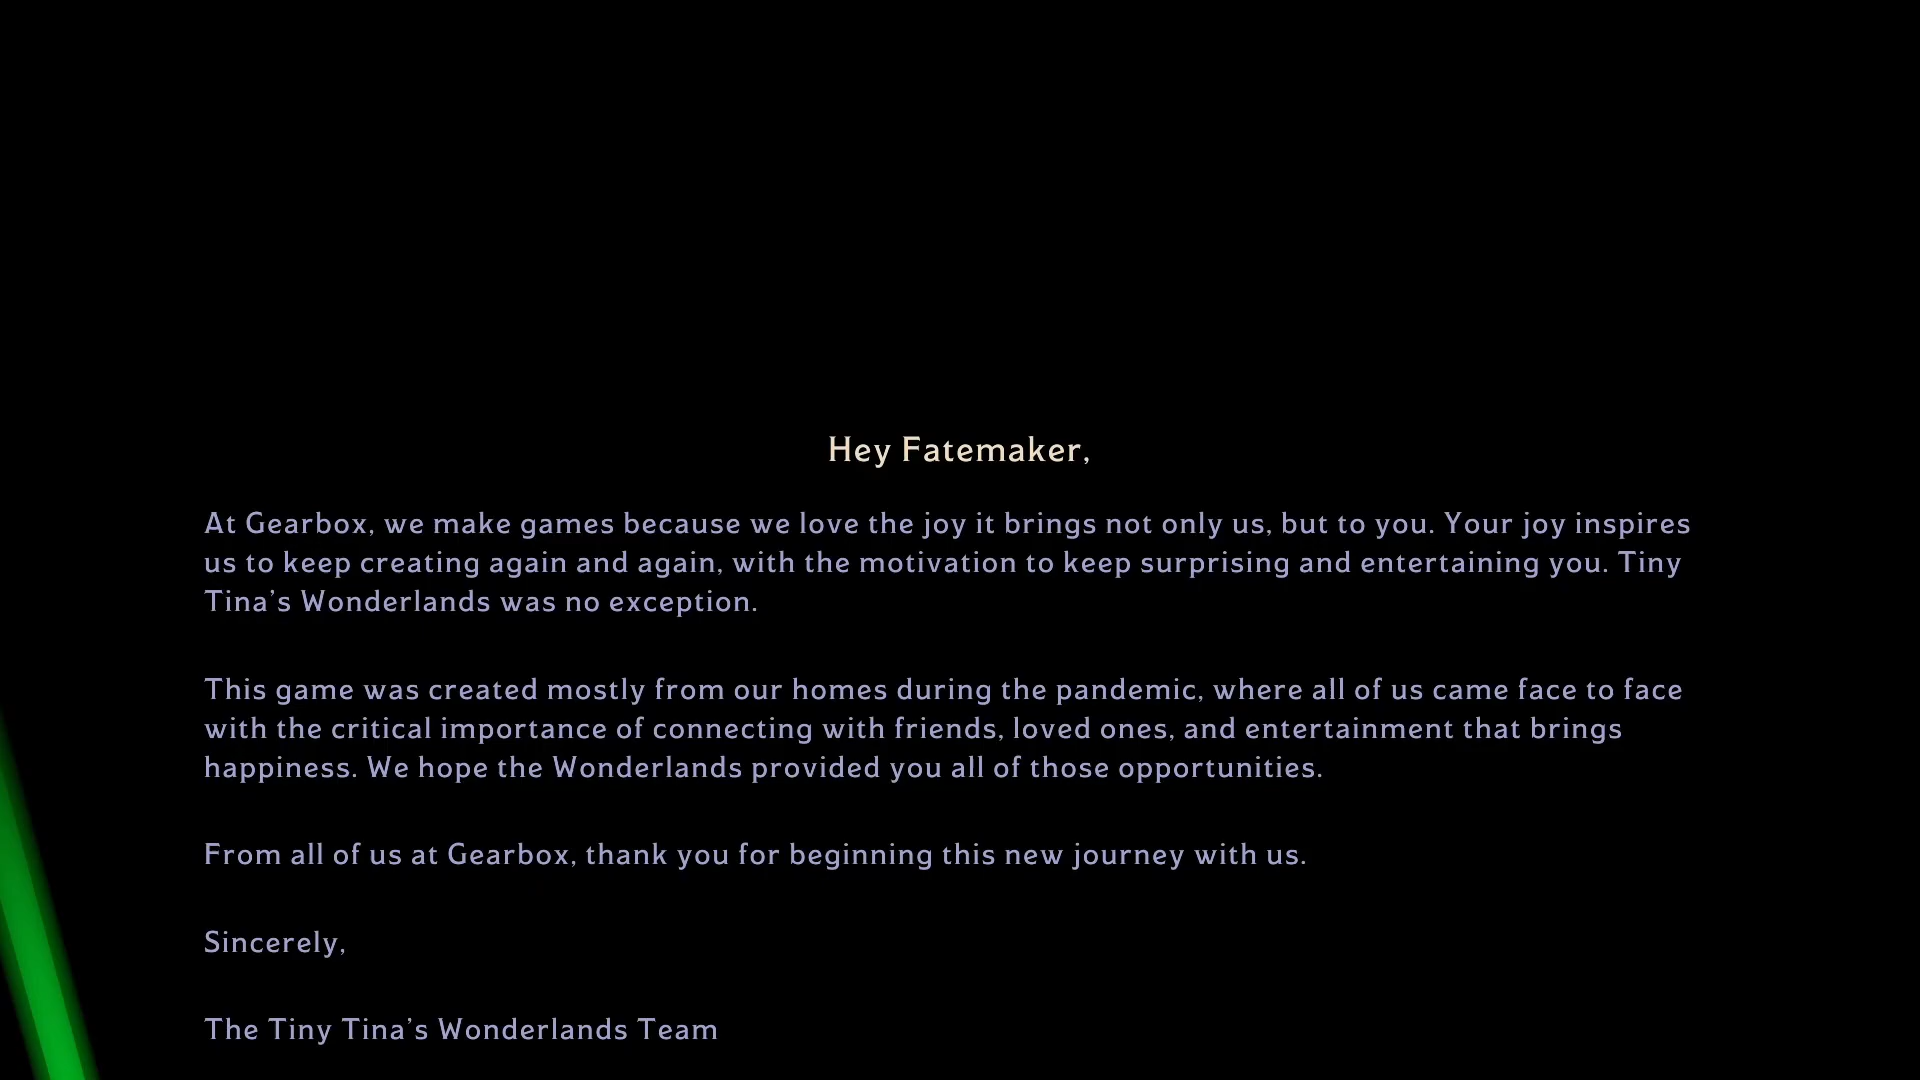 Hey Fatemaker,
At Gearbox, we make games because we love the joy it brings not only us, but to you. Your joy inspires
us to keep creating again and again, with the motivation to keep surprising and entertaining you. Tiny
Tina’s Wonderlands was no exception.
This game was created mostly from our homes during the pandemic, where all of us came face to face
with the critical importance of connecting with friends, loved ones, and entertainment that brings
happiness. We hope the Wonderlands provided you all of those opportunities.
From all of us at Gearbox, thank you for beginning this new journey with us.
Sincerely,
The Tiny Tina’s Wonderlands Team